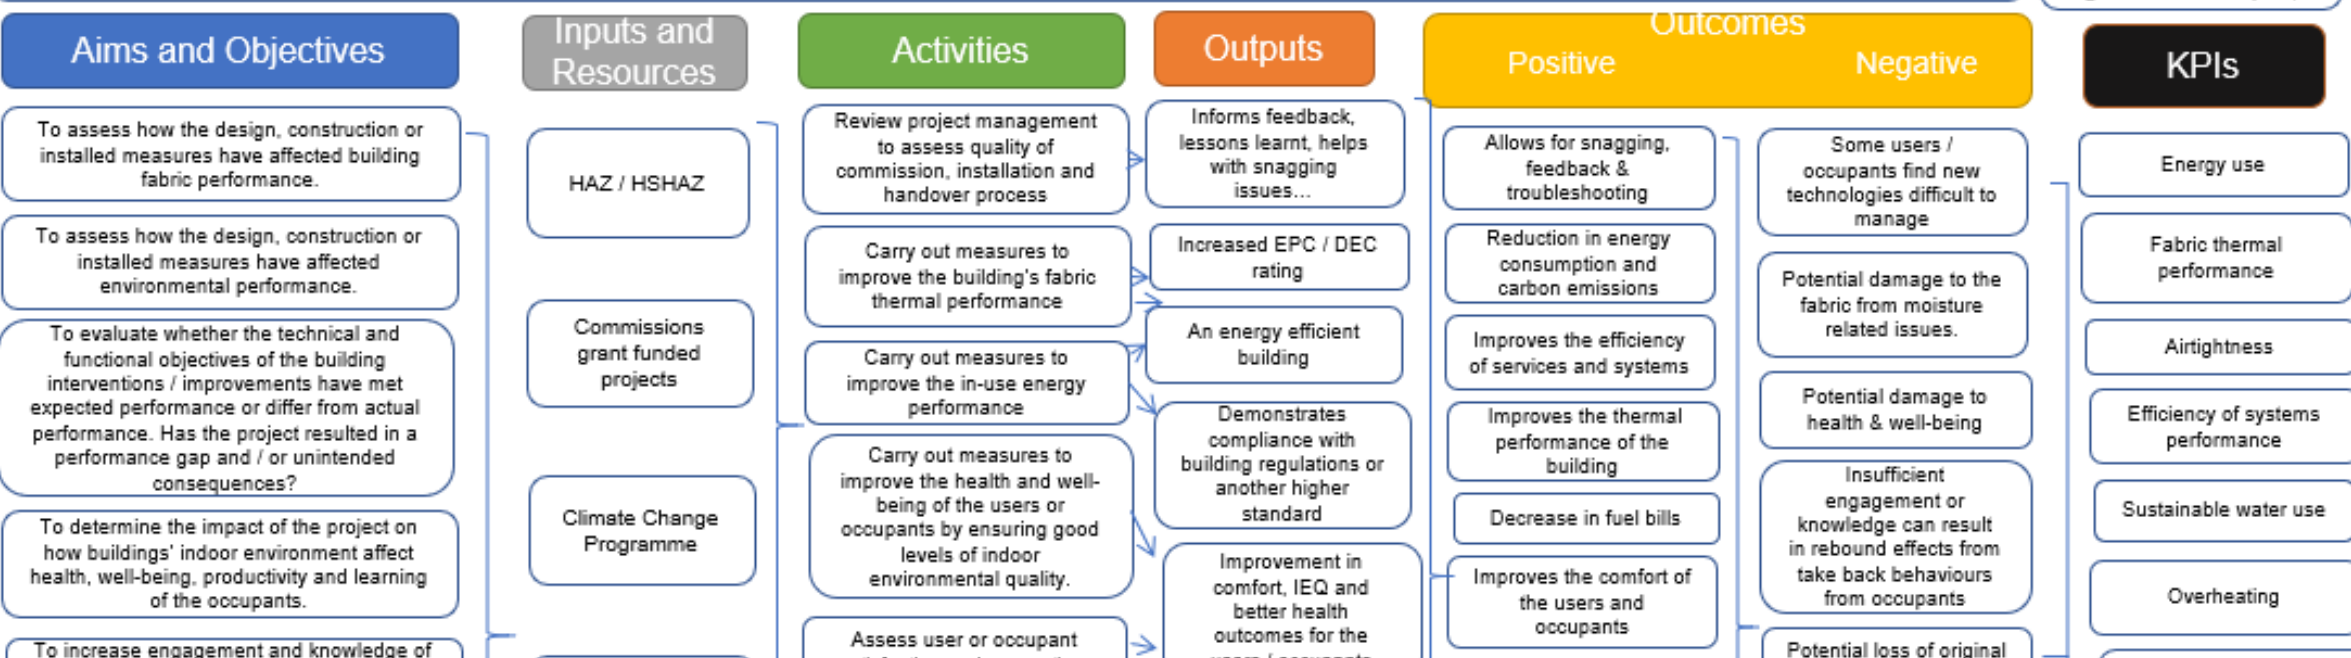 Aims and Objectives
To assess how the design, construction or
installed measures have affected building
fabric performance.
To assess how the design, construction or
installed measures have affected
environmental performance.
To evaluate whether the technical and
functional objectives of the building
interventions / improvements have met
expected performance or differ from actual
performance. Has the project resulted in a
performance gap and / or unintended
consequences?
To determine the impact of the project on
how buildings' indoor environment affect
health, well-being, productivity and learning
of the occupants.
To increase engagement and knowledge of
Inputs and
Resources
HAZ / HSHAZ
Commissions
grant funded
projects
Climate Change
Programme
Activities
Review project management
to assess quality of
commission, installation and
handover process
Carry out measures to
improve the building's fabric
thermal performance
Carry out measures to
improve the in-use energy
performance
Carry out measures to
improve the health and well-
being of the users or
occupants by ensuring good
levels of indoor
environmental quality.
Assess user or occupant
Outputs
Informs feedback,
lessons learnt, helps
with snagging
issues...
Increased EPC / DEC
rating
An energy efficient
building
Demonstrates
compliance with
building regulations or
another higher
standard
Improvement in
comfort, IEQ and
better health
outcomes for the
Outcomes
Positive
Allows for snagging,
feedback &
troubleshooting
Reduction in energy
consumption and
carbon emissions
Improves the efficiency
of services and systems
Improves the thermal
performance of the
building
Decrease in fuel bills
Improves the comfort of
the users and
occupants
Negative
Some users /
occupants find new
technologies difficult to
manage
Potential damage to the
fabric from moisture
related issues.
Potential damage to
health & well-being
Insufficient
engagement or
knowledge can result
in rebound effects from
take back behaviours
from occupants
Potential loss of original
KPIs
Energy use
Fabric thermal
performance
Airtightness
Efficiency of systems
performance
Sustainable water use
Overheating